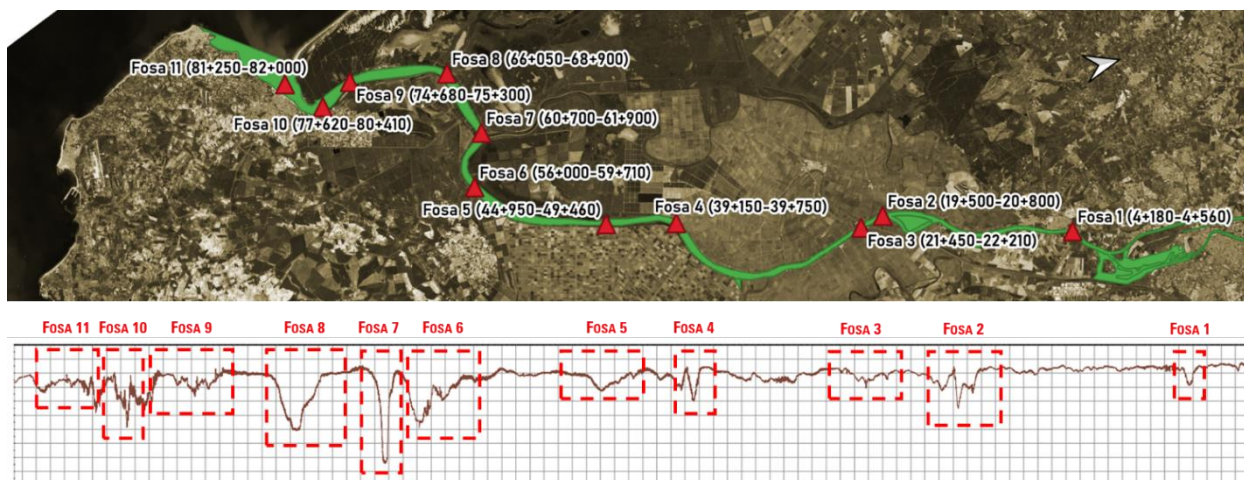 Fosa 11 (81+250-82+000)
Fosa 10 (77+620-80+410)
Fosa 9 (74+680-75+300)
Fosa 8 (66+050-68+900)
Fosa 7 (60+700-61+900)
Fosa 6 (56+000-59+710)
Fosa 5 (44+950-49+460)
Fosa 4 (39+150-39+750)
Fosa 2 (19+500-20+800)
Fosa 3 (21+450-22+210)
Fosa 1 (4+180-4+560)
FOSA 11 FOSA 10 FOSA 9 FOSA 8 FOSA 7 FOSA 6 FOSA 5 FOSA 4 FOSA 3 FOSA 2 FOSA 1